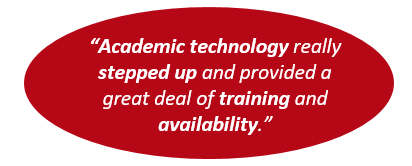 “Academic technology really
stepped up and provided a
great deal of training and
availability.”